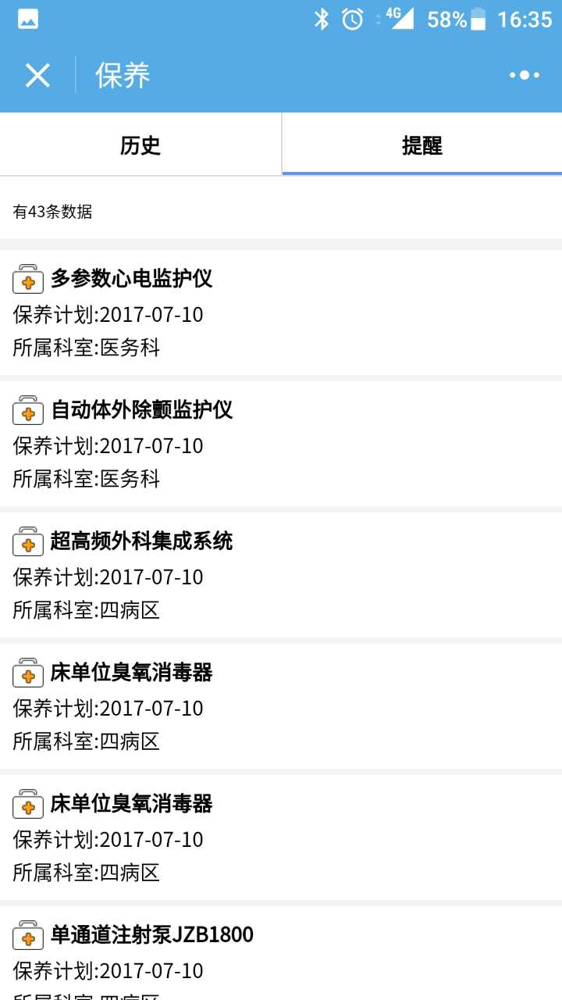 4G 58% 16:35
保养
历史 提醒
有43条数据
多参数心电监护仪
保养计划:2017-07-10
所属科室:医务科
自动体外除颤监护仪
保养计划:2017-07-10
所属科室:医务科
超高频外科集成系统
保养计划:2017-07-10
所属科室:四病区
床单位臭氧消毒器
保养计划:2017-07-10
所属科室:四病区
床单位臭氧消毒器
保养计划:2017-07-10
所属科室:四病区
单通道注射泵JZB1800
保养计划:2017-07-10
所属科室:四病区